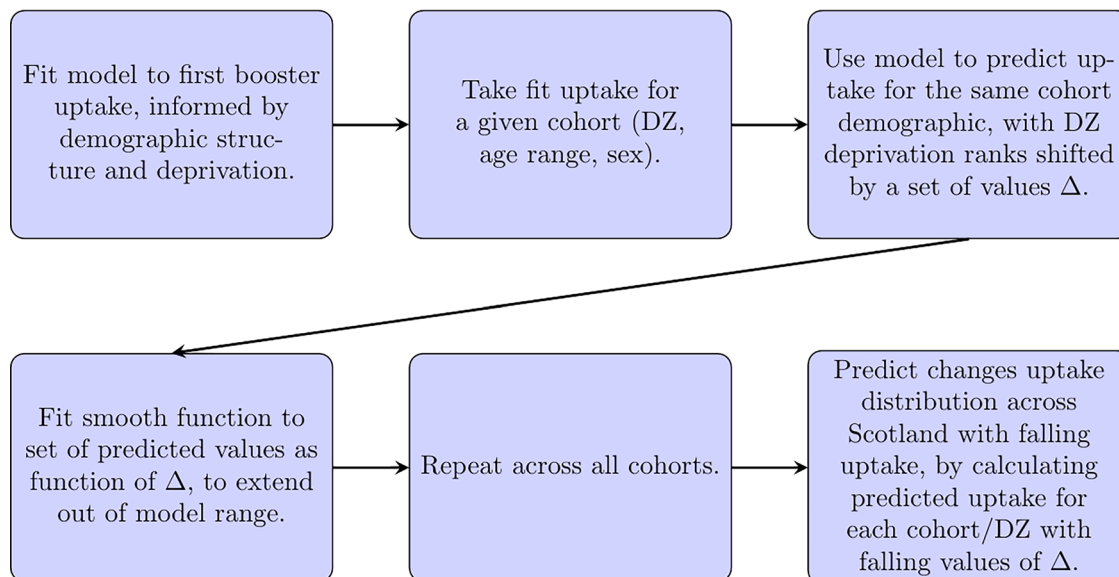 Fit model to first booster
uptake, informed by
demographic struc-
ture and deprivation.
Take fit uptake for
a given cohort (DZ,
age range, sex).
Use model to predict up-
take for the same cohort
demographic, with DZ
deprivation ranks shifted
by a set of values Δ.
Fit smooth function to
set of predicted values as
function of Δ, to extend
out of model range.
Repeat across all cohorts.
Predict changes uptake
distribution across
Scotland with falling
uptake, by calculating
predicted uptake for
each cohort/DZ with
falling values of Δ.